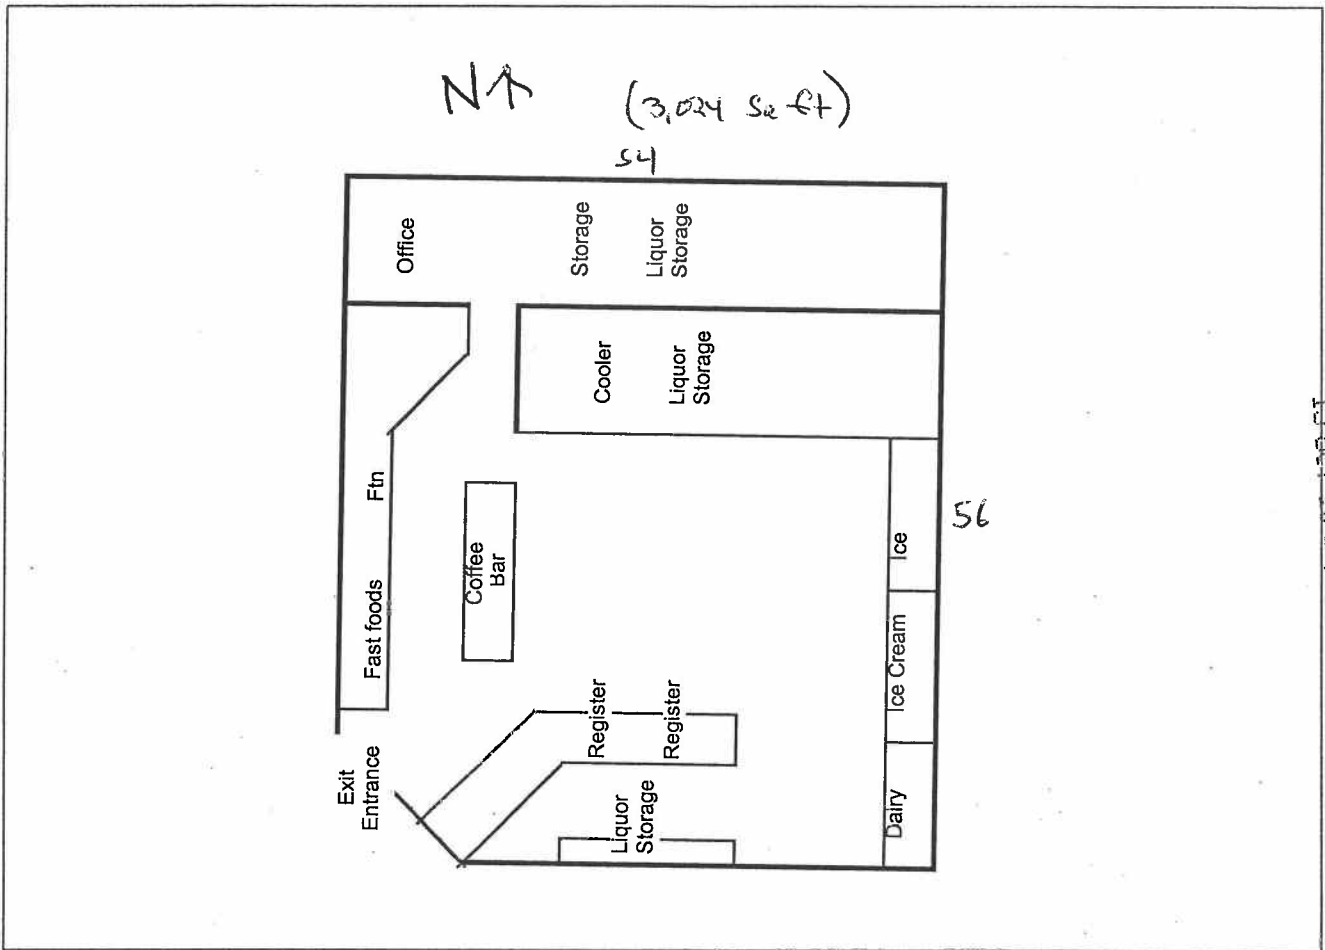 N↑
(3,024 Sq ft)
54
Office
Storage
Liquor
Storage
Cooler
Liquor
Storage
Ftn
Fast foods
Coffee
Bar
Ice
56
Ice Cream
Register
Register
Exit
Entrance
Liquor
Storage
Dairy